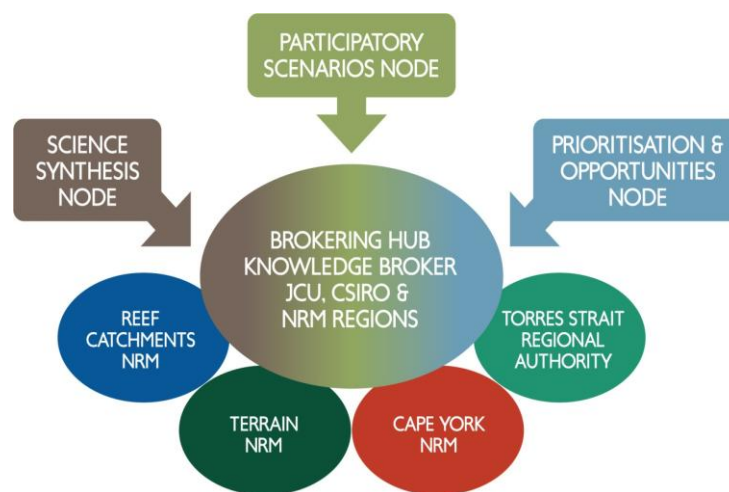 PARTICIPATORY
SCENARIOS NODE
SCIENCE
SYNTHESIS
NODE
PRIORITISATION &
OPPORTUNITIES
NODE
BROKERING HUB
KNOWLEDGE BROKER
JCU, CSIRO &
NRM REGIONS
REEF
CATCHMENTS
NRM
TORRES STRAIT
REGIONAL
AUTHORITY
TERRAIN
NRM
CAPE YORK
NRM